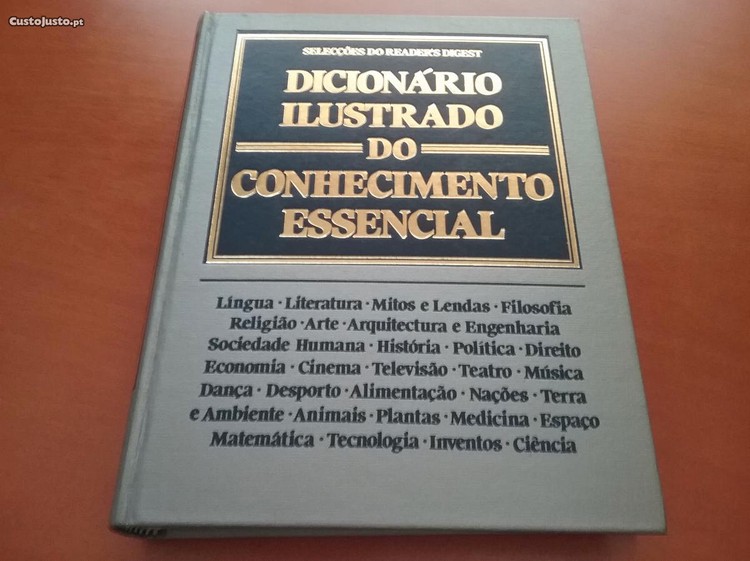 CustoJusto.pt
SELECÇÕES DO READER'S DIGEST
DICIONÁRIO
ILUSTRADO
DO
CONHECIMENTO
ESSENCIAL
Língua · Literatura · Mitos e Lendas · Filosofia
Religião · Arte · Arquitectura e Engenharia
Sociedade Humana · História · Política · Direito
Economia · Cinema · Televisão · Teatro · Música
Dança · Desporto · Alimentação · Nações · Terra
e Ambiente · Animais · Plantas · Medicina · Espaço
Matemática · Tecnologia · Inventos · Ciência